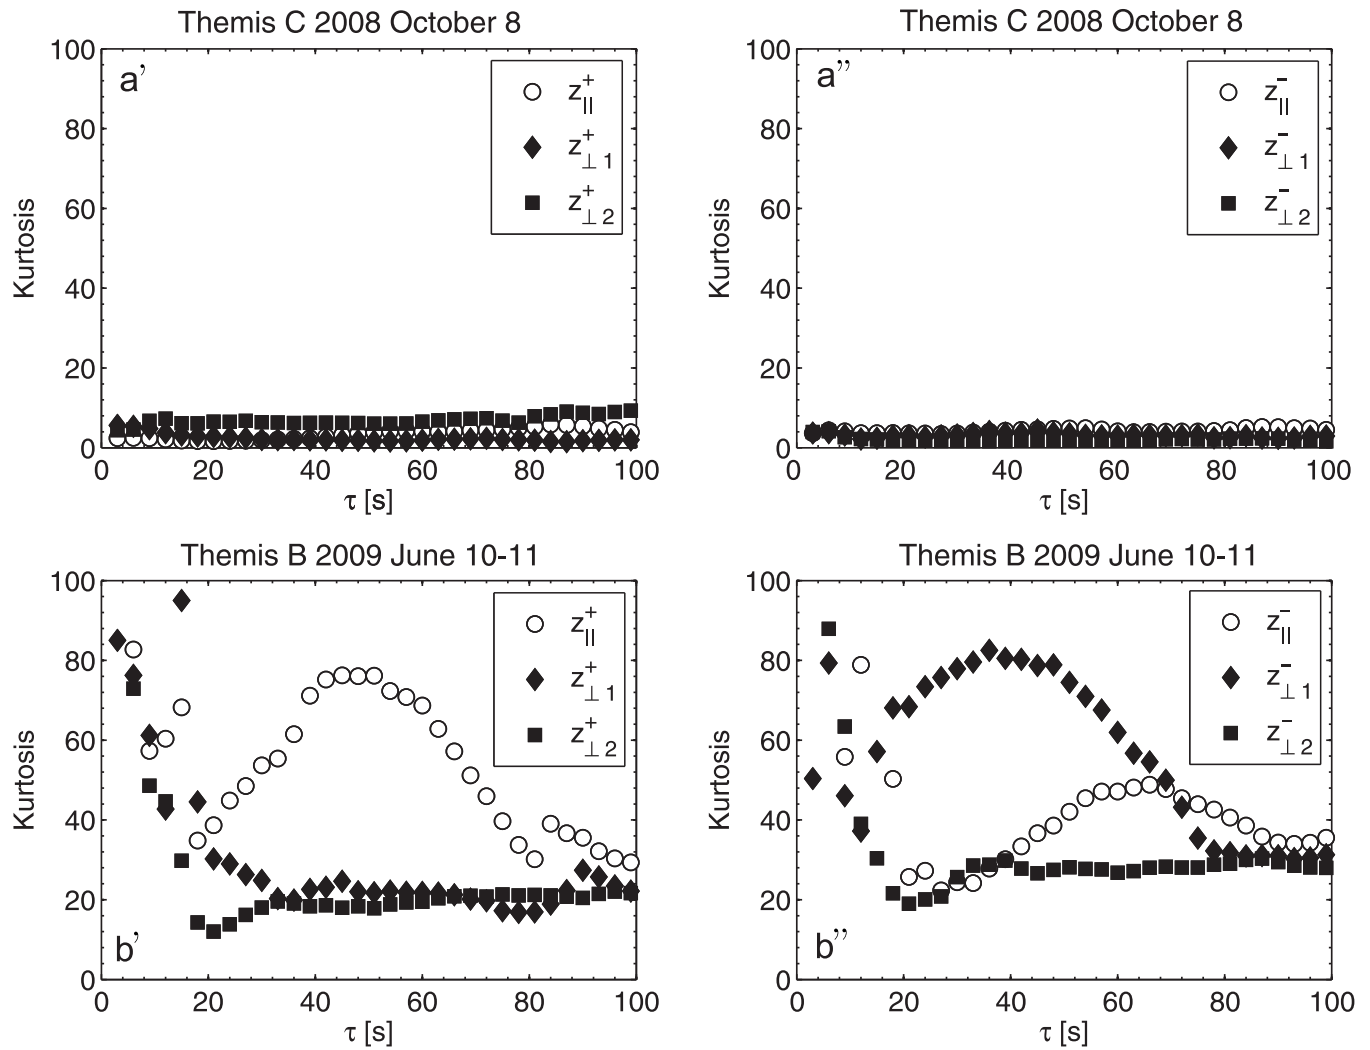 Themis C 2008 October 8
100
80
60
40
20
0
Kurtosis
a'
z||+
z⊥1+
z⊥2+
0 20 40 60 80 100
τ [s]
Themis C 2008 October 8
100
80
60
40
20
0
Kurtosis
a''
z||−
z⊥1−
z⊥2−
0 20 40 60 80 100
τ [s]
Themis B 2009 June 10-11
100
80
60
40
20
0
Kurtosis
b'
z||+
z⊥1+
z⊥2+
0 20 40 60 80 100
τ [s]
Themis B 2009 June 10-11
100
80
60
40
20
0
Kurtosis
b''
z||−
z⊥1−
z⊥2−
0 20 40 60 80 100
τ [s]